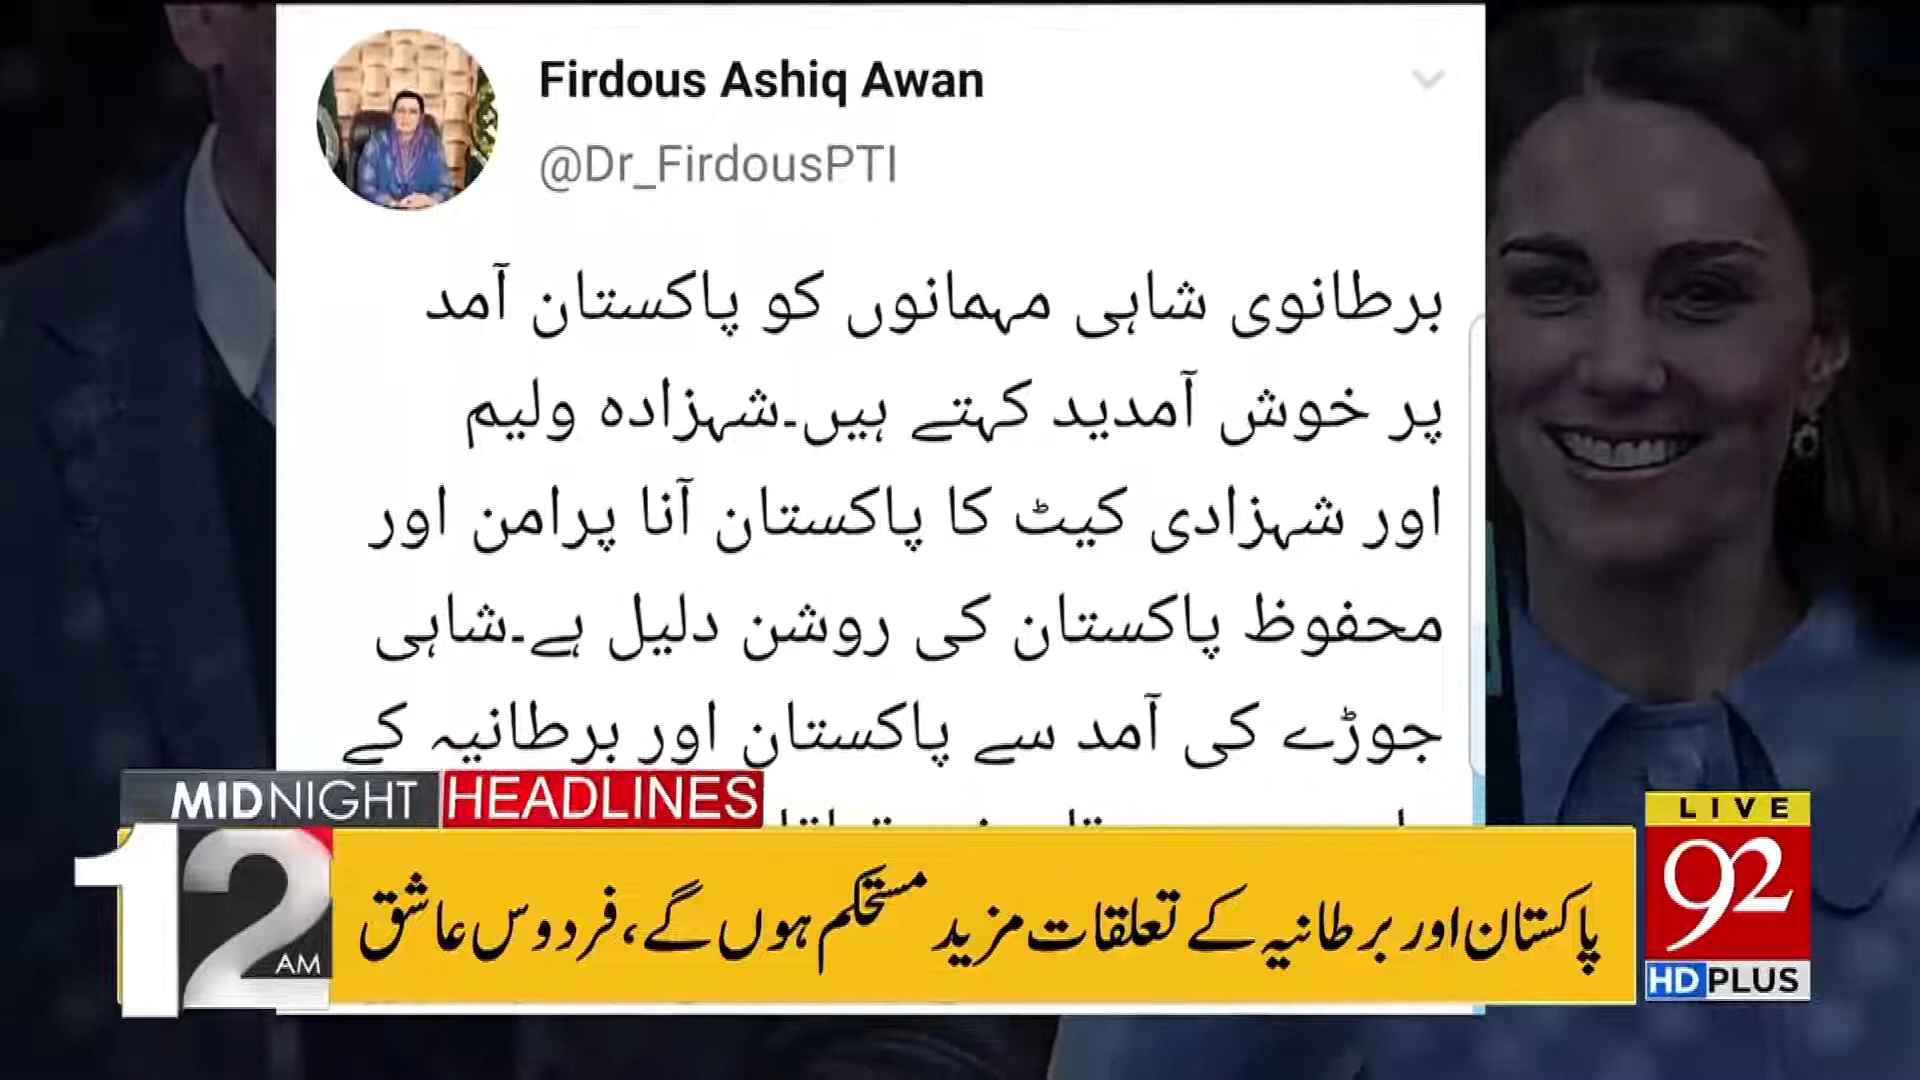 Firdous Ashiq Awan
@Dr_FirdousPTI
برطانوی شاہی مہمانوں کو پاکستان آمد
پر خوش آمدید کہتے ہیں۔شہزادہ ولیم
اور شہزادی کیٹ کا پاکستان آنا پرامن اور
محفوظ پاکستان کی روشن دلیل ہے۔شاہی
جوڑے کی آمد سے پاکستان اور برطانیہ کے
MIDNIGHT HEADLINES
12 AM
پاکستان اور برطانیہ کے تعلقات مزید مستحکم ہوں گے، فردوس عاشق
LIVE
92
HD PLUS